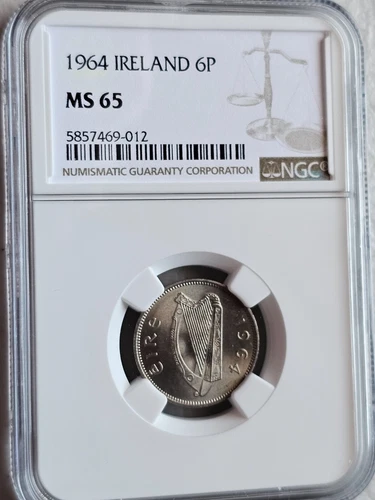 1964 IRELAND 6P
MS 65
5857469-012
NUMISMATIC GUARANTY CORPORATION
NGC
éire 1964